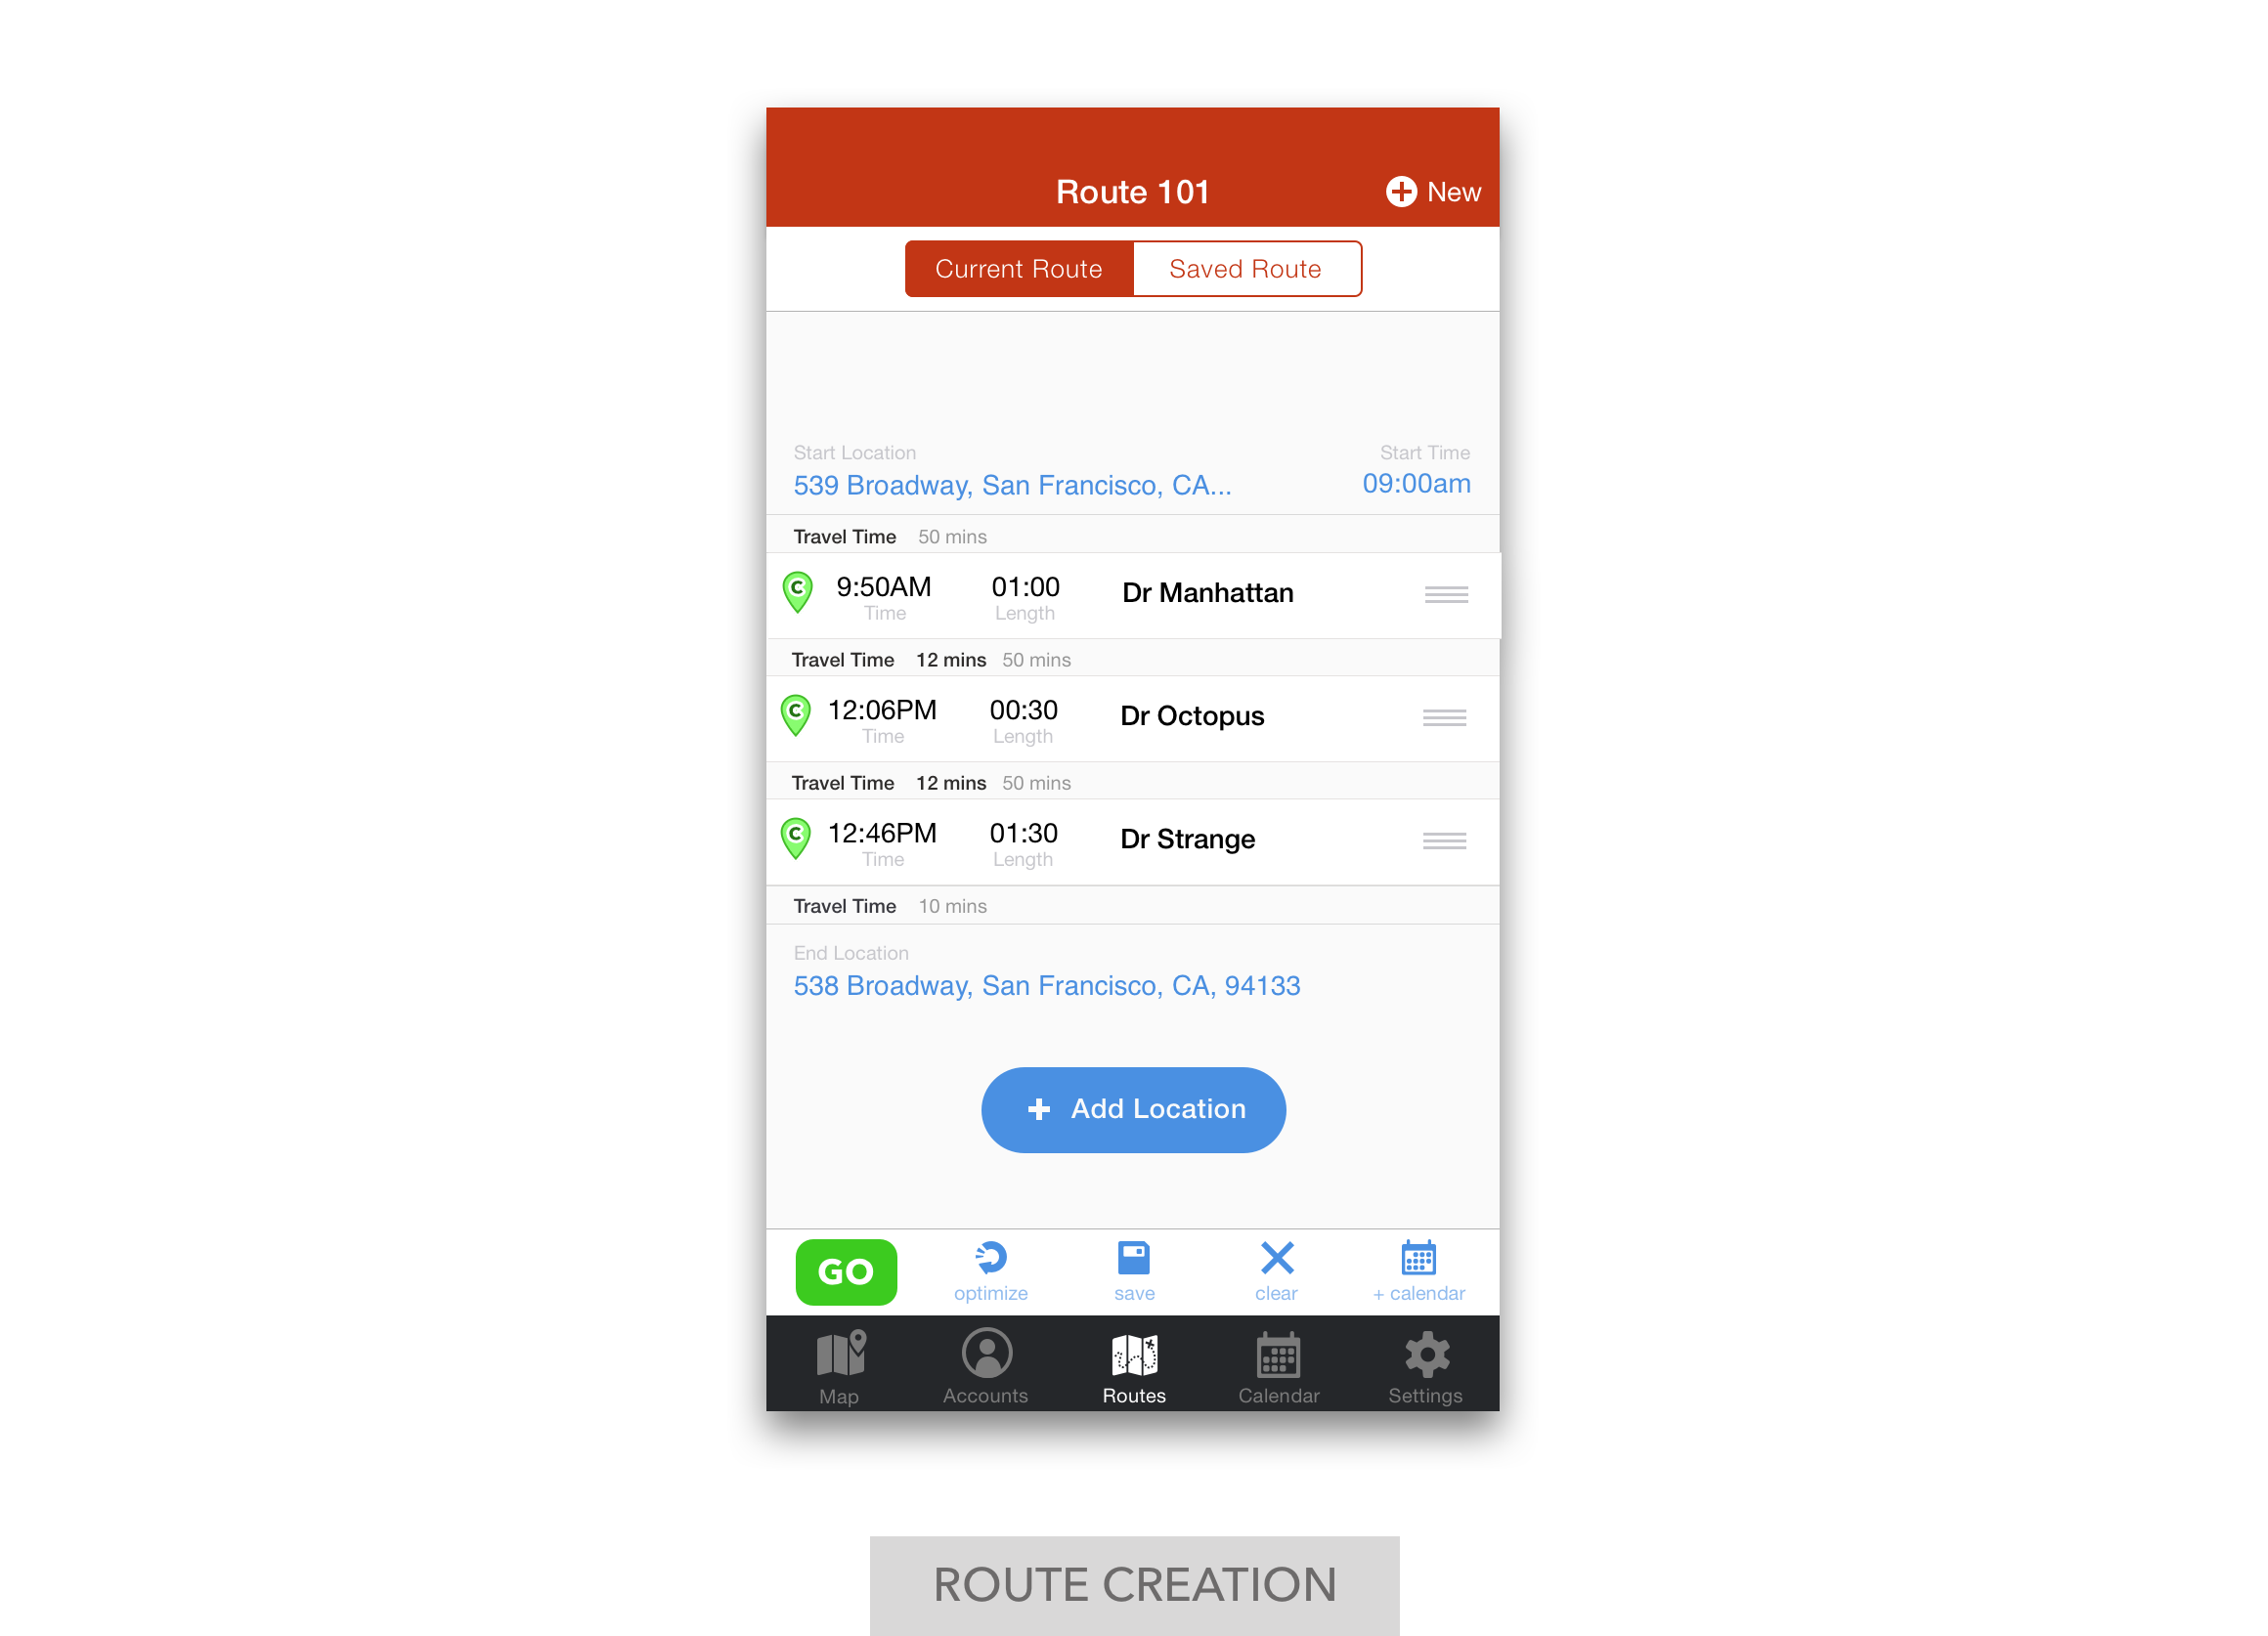 Route 101
New
Current Route
Saved Route
Start Location
Start Time
539 Broadway, San Francisco, CA...
09:00am
Travel Time 50 mins
C 9:50AM 01:00 Dr Manhattan
Time Length
Travel Time 12 mins 50 mins
C 12:06PM 00:30 Dr Octopus
Time Length
Travel Time 12 mins 50 mins
C 12:46PM 01:30 Dr Strange
Time Length
Travel Time 10 mins
End Location
538 Broadway, San Francisco, CA, 94133
+ Add Location
GO
optimize save clear + calendar
Map Accounts Routes Calendar Settings
ROUTE CREATION